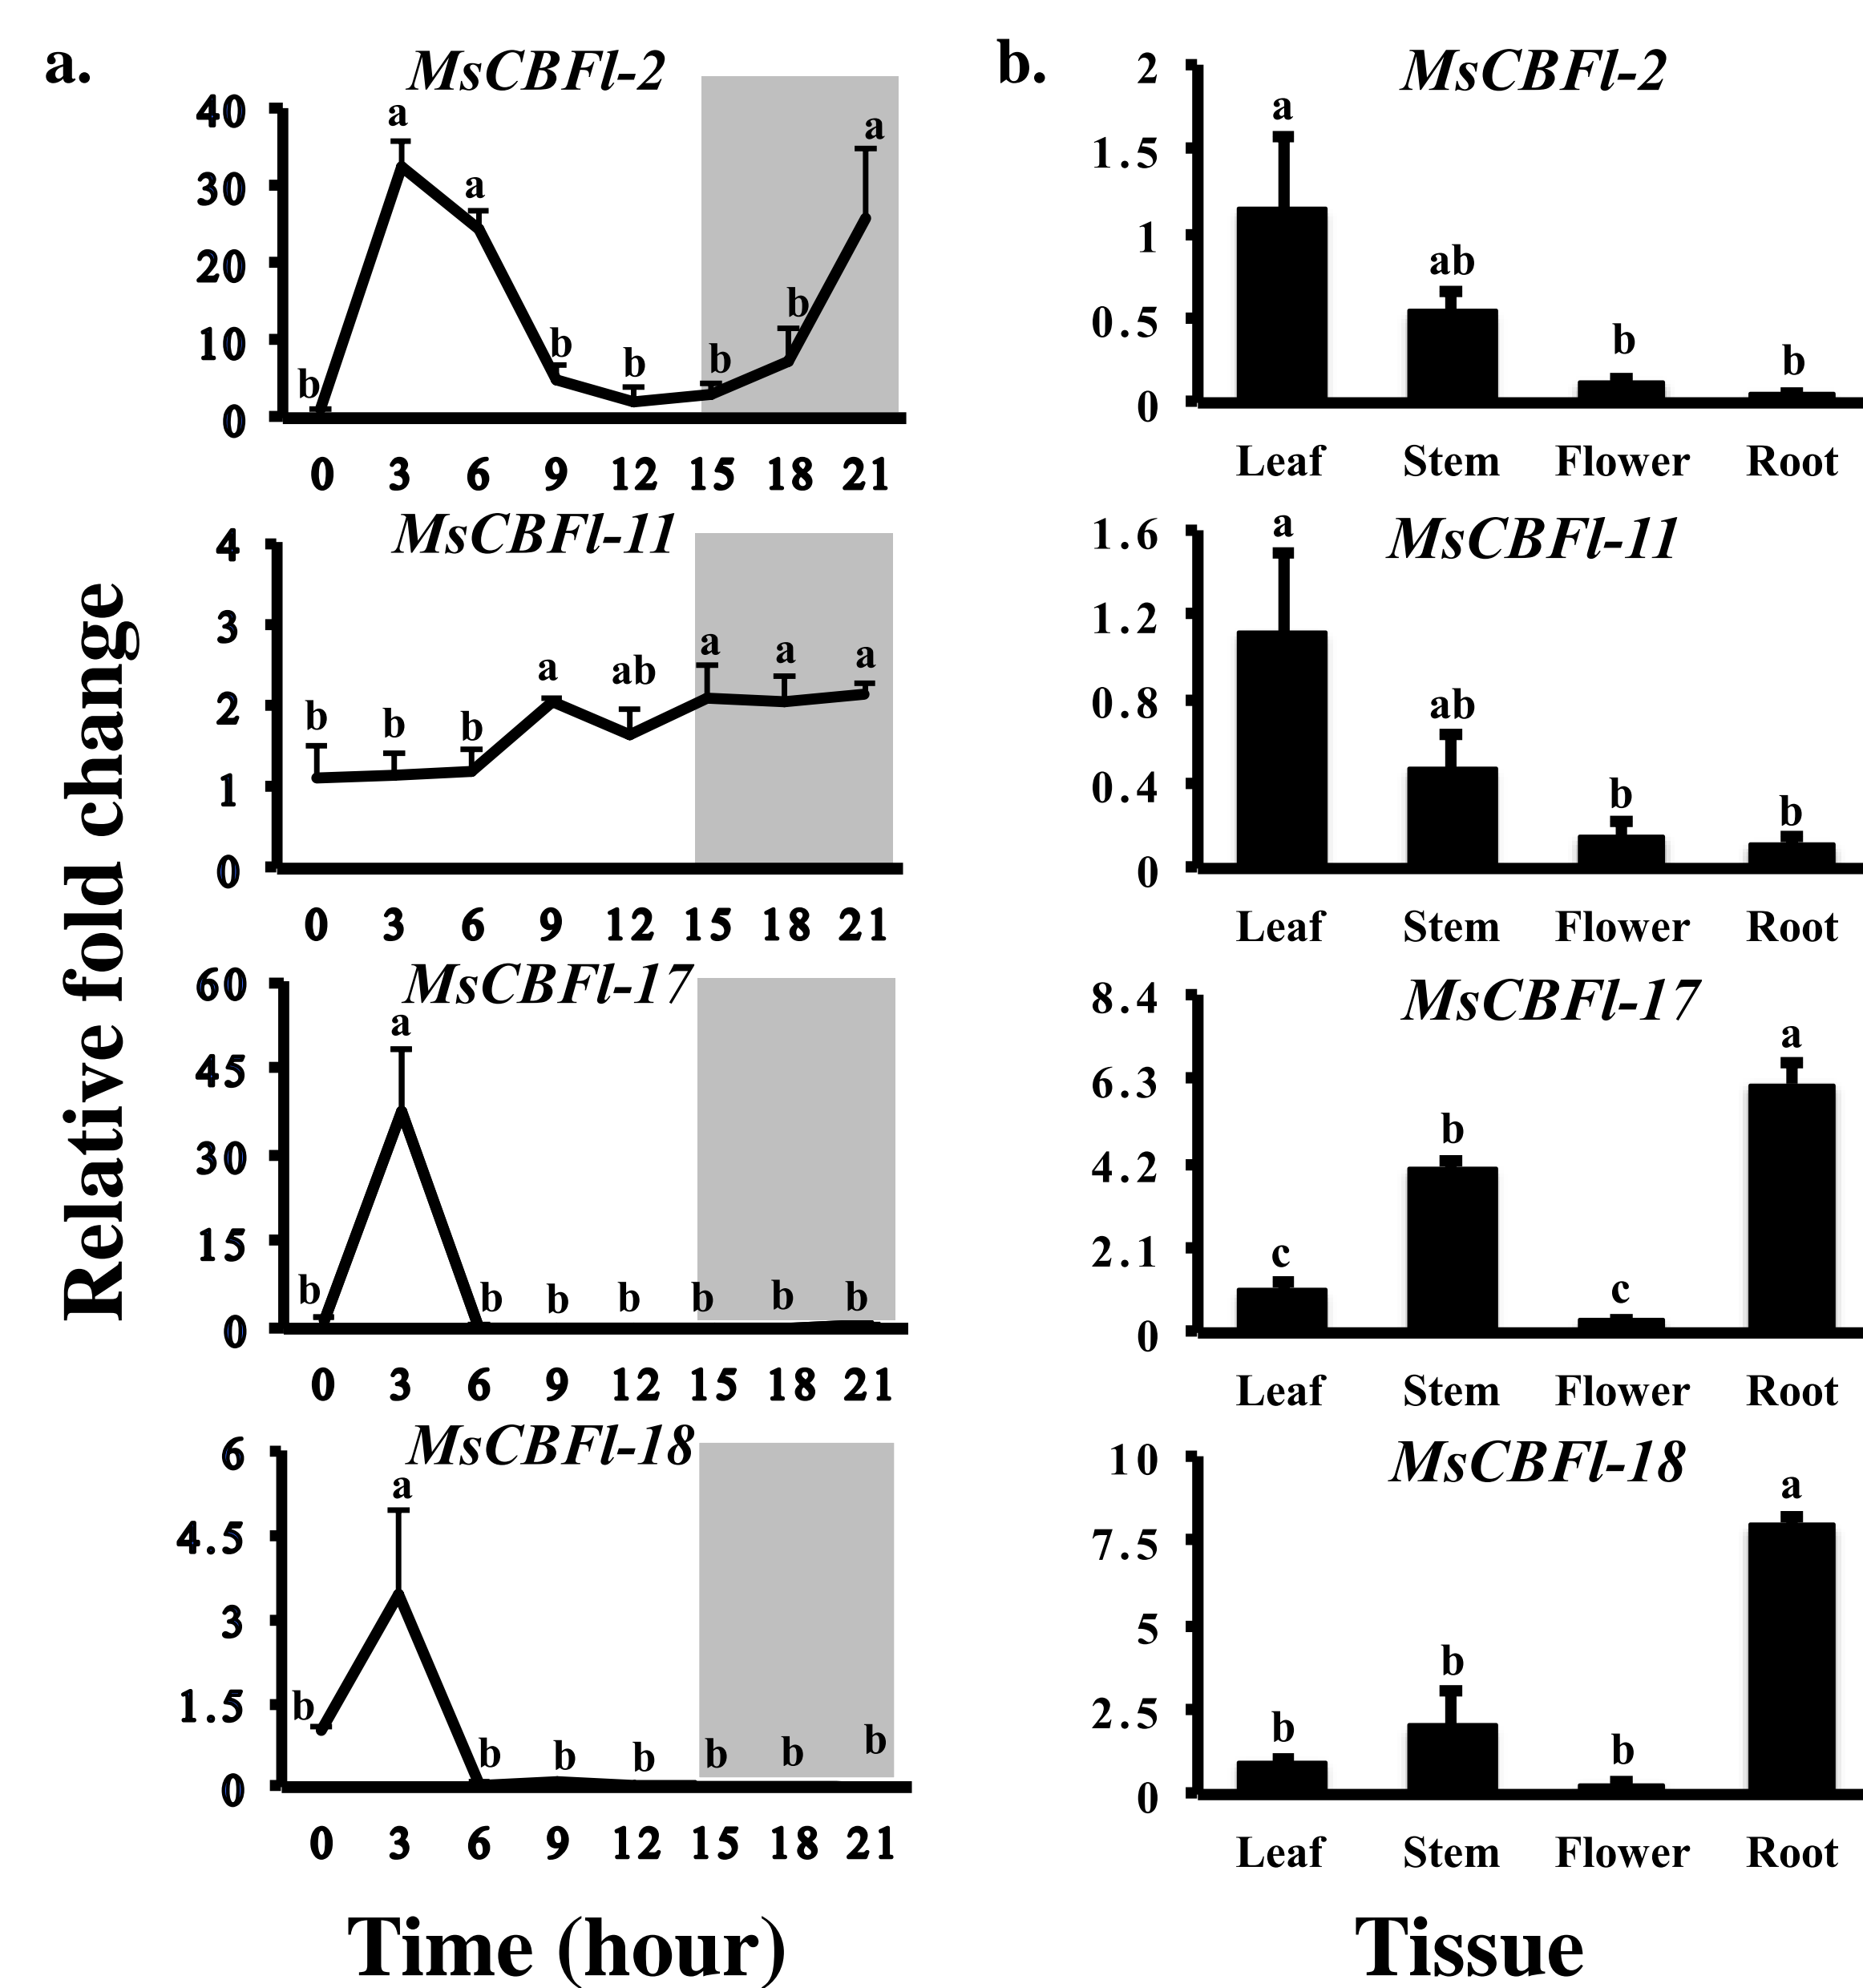 a.
MsCBFl-2
40
30
20
10
0
b a a b b b b a
0 3 6 9 12 15 18 21
MsCBFl-11
4
3
2
1
0
b b b a ab a a a
0 3 6 9 12 15 18 21
MsCBFl-17
60
45
30
15
0
b a b b b b b b
0 3 6 9 12 15 18 21
MsCBFl-18
6
4.5
3
1.5
0
b a b b b b b b
0 3 6 9 12 15 18 21
Relative fold change
Time (hour)
b.
MsCBFl-2
2
1.5
1
0.5
0
a ab b b
Leaf Stem Flower Root
MsCBFl-11
1.6
1.2
0.8
0.4
0
a ab b b
Leaf Stem Flower Root
MsCBFl-17
8.4
6.3
4.2
2.1
0
c b c a
Leaf Stem Flower Root
MsCBFl-18
10
7.5
5
2.5
0
b b b a
Leaf Stem Flower Root
Tissue